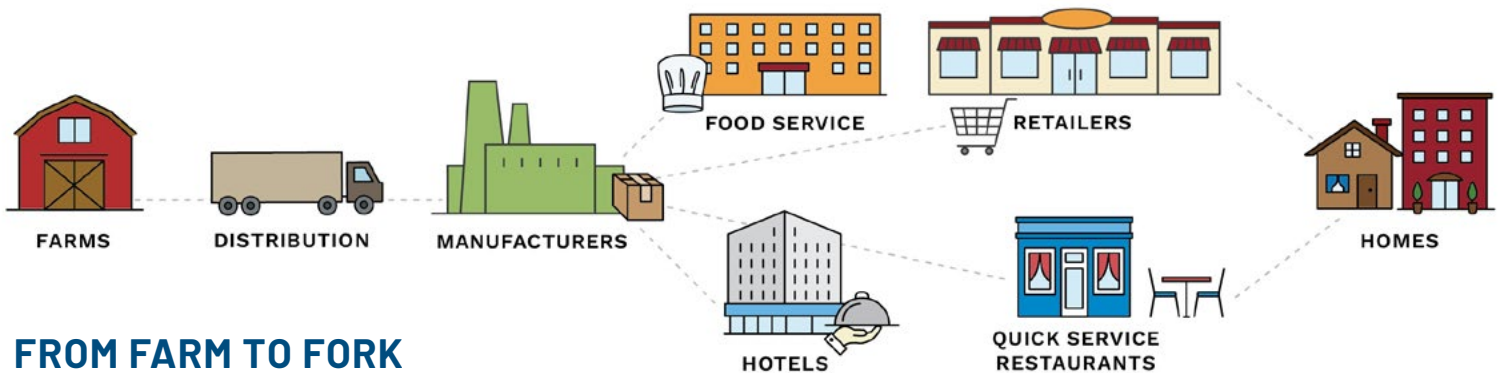 FARMS
DISTRIBUTION
MANUFACTURERS
FOOD SERVICE
RETAILERS
HOTELS
QUICK SERVICE
RESTAURANTS
HOMES
FROM FARM TO FORK